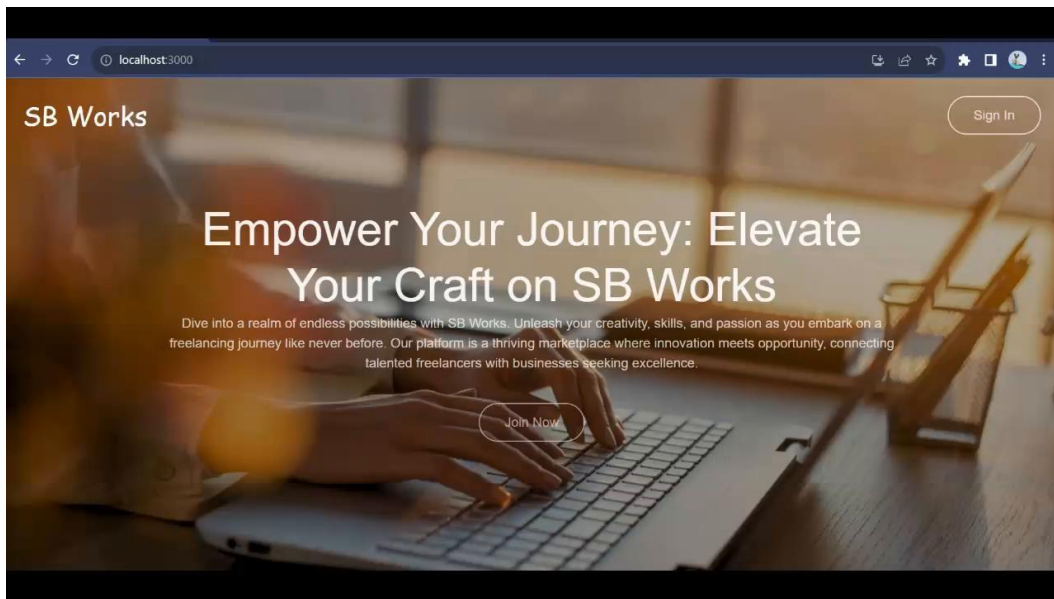 localhost:3000
SB Works
Sign In
Empower Your Journey: Elevate
Your Craft on SB Works
Dive into a realm of endless possibilities with SB Works. Unleash your creativity, skills, and passion as you embark on a
freelancing journey like never before. Our platform is a thriving marketplace where innovation meets opportunity, connecting
talented freelancers with businesses seeking excellence.
Join Now